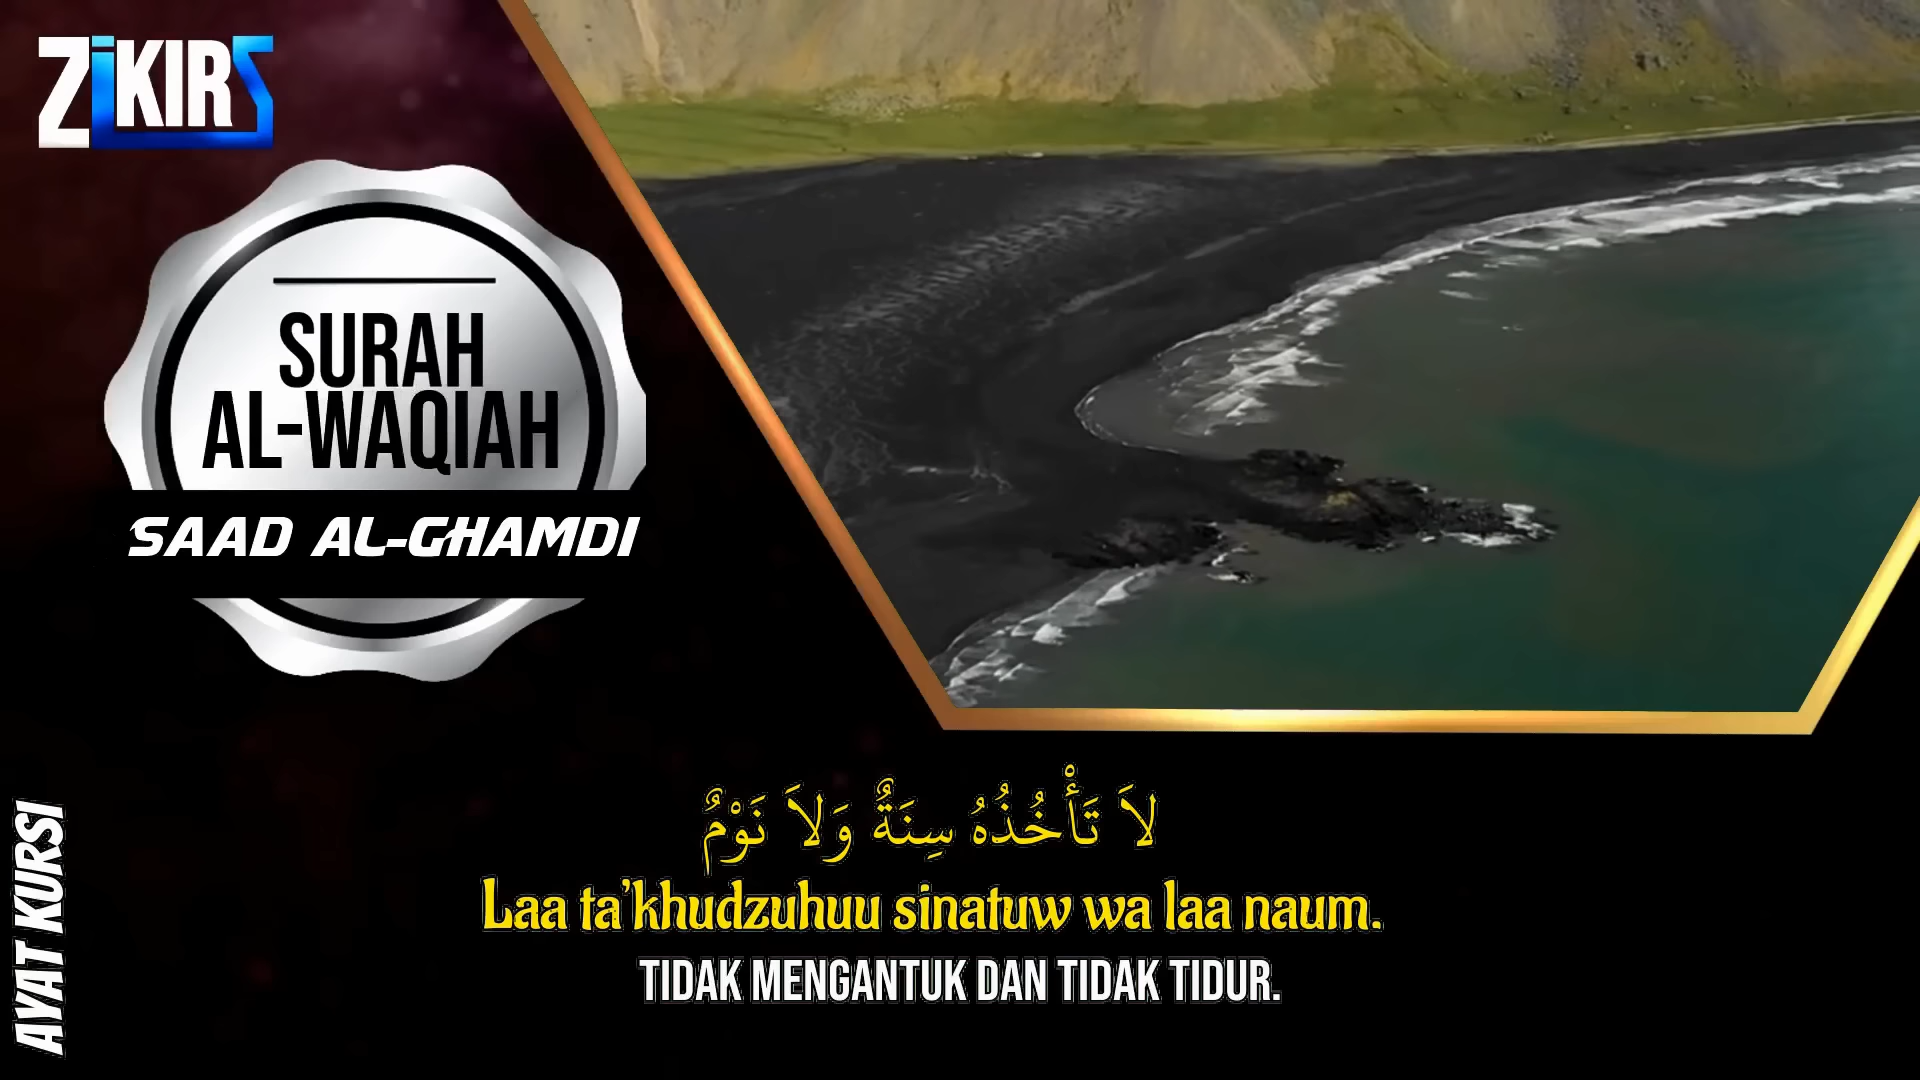 ZiKIRS
SURAH
AL-WAQIAH
SAAD AL-GHAMDI
لاَ تَأْخُذُهُ سِنَةٌ وَلاَ نَوْمٌ
Laa ta'khudzuhuu sinatuw wa laa naum.
TIDAK MENGANTUK DAN TIDAK TIDUR.
AYAT KURSI